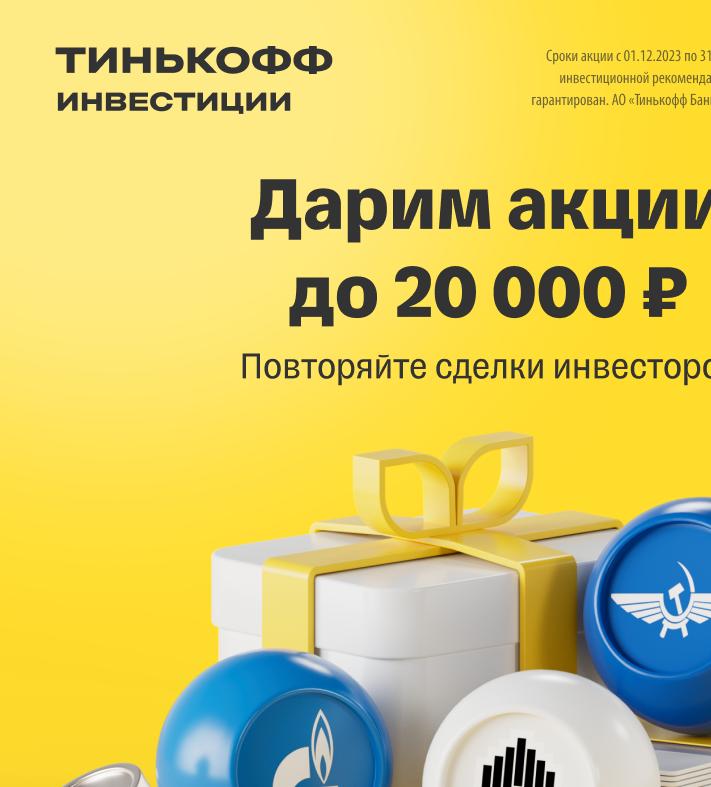 ТИНЬКОФФ
ИНВЕСТИЦИИ
Сроки акции с 01.12.2023 по 31
инвестиционной рекоменда
гарантирован. АО «Тинькофф Бан
Дарим акции
до 20 000 ₽
Повторяйте сделки инвесторо